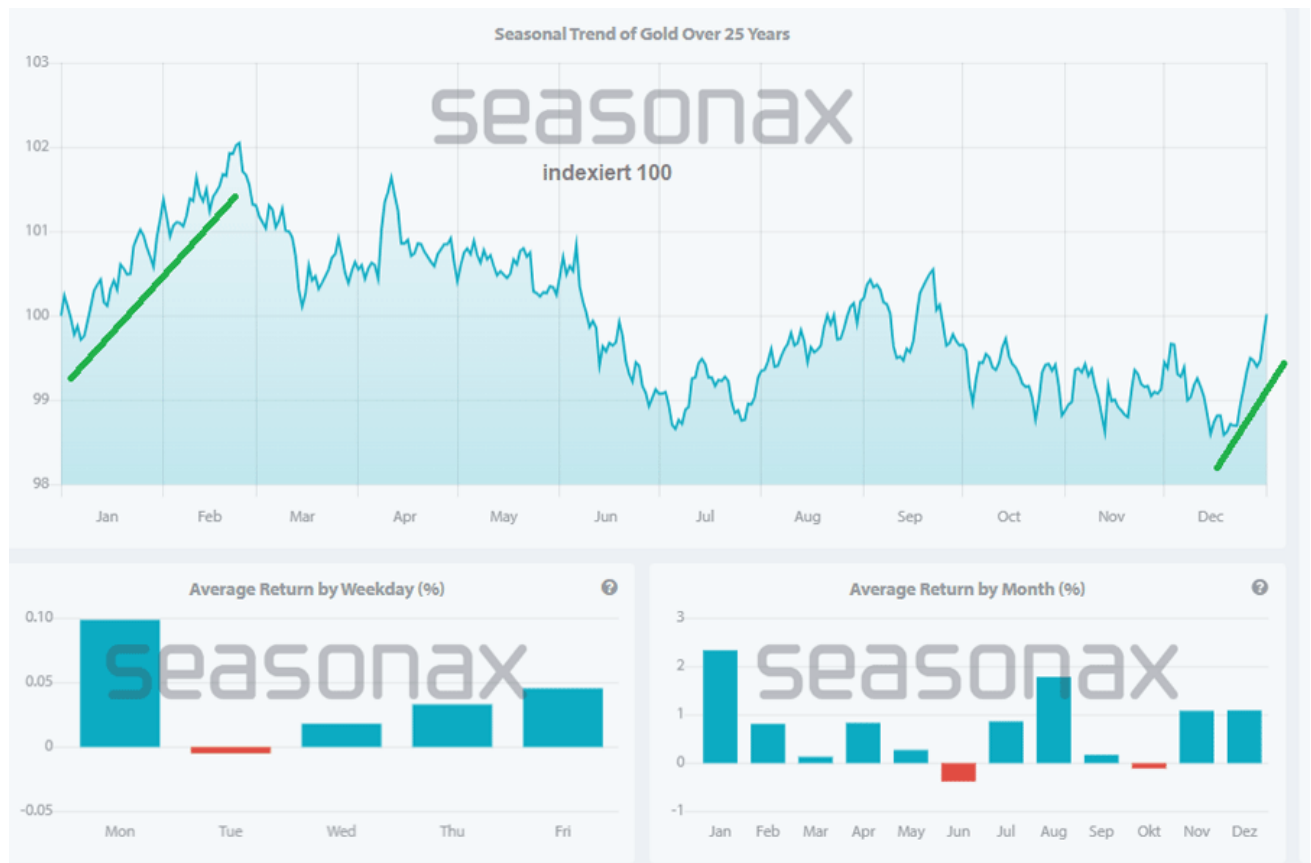 Seasonal Trend of Gold Over 25 Years
103
seasonax
102
indexiert 100
101
100
99
98
Jan Feb Mar Apr May Jun Jul Aug Sep Oct Nov Dec
Average Return by Weekday (%) ?
0.10
seasonax
0.05
0
-0.05
Mon Tue Wed Thu Fri
Average Return by Month (%) ?
3
seasonax
2
1
0
-1
Jan Feb Mar Apr May Jun Jul Aug Sep Okt Nov Dez